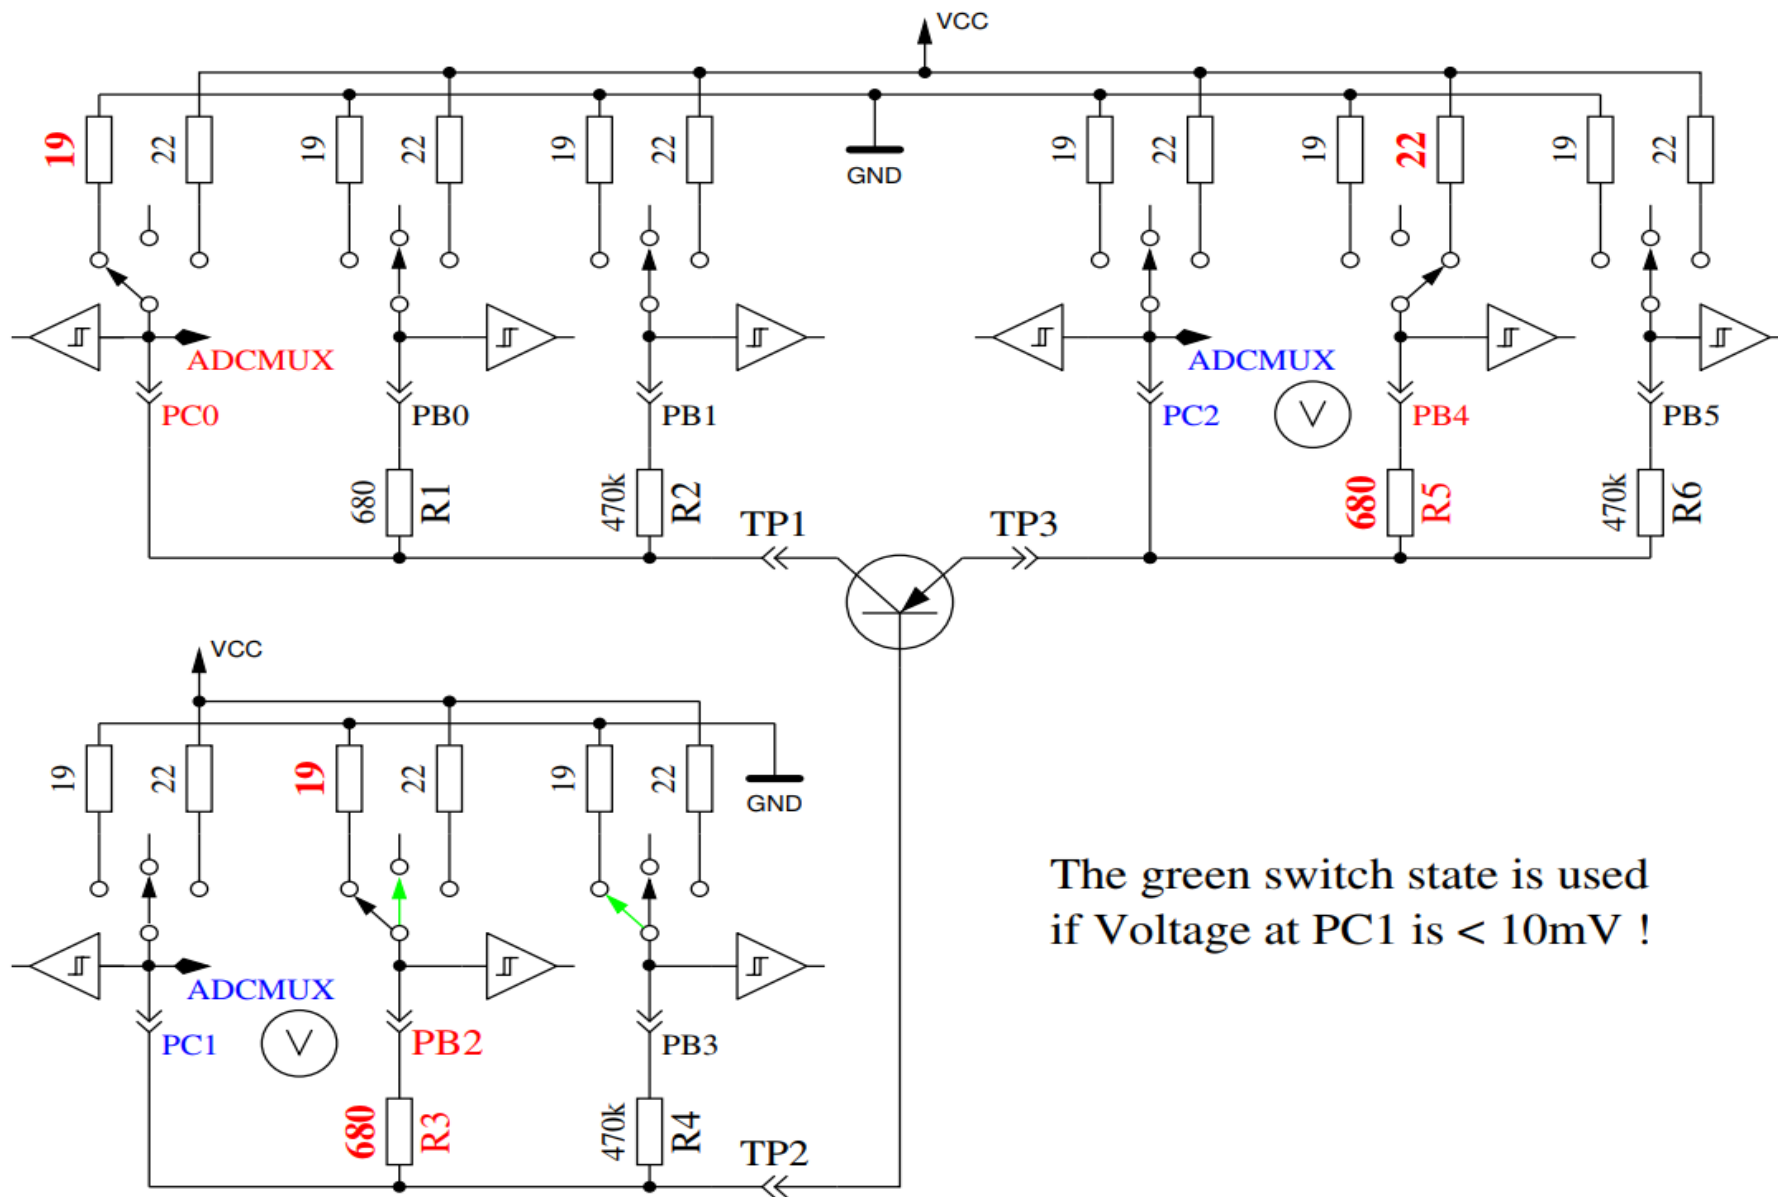 VCC
19
22
19
22
19
22
GND
19
22
19
22
19
22
ADCMUX
ADCMUX
PC0
PB0
PB1
PC2
V
PB4
PB5
680
R1
470k
R2
680
R5
470k
R6
TP1
TP3
VCC
19
22
19
22
19
22
GND
The green switch state is used
if Voltage at PC1 is < 10mV !
ADCMUX
PC1
V
PB2
PB3
680
R3
470k
R4
TP2